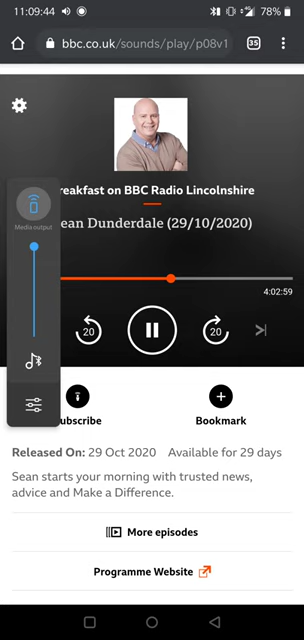 11:09:44
78%
bbc.co.uk/sounds/play/p08v1
35
reakfast on BBC Radio Lincolnshire
Media output
ean Dunderdale (29/10/2020)
4:02:59
20
20
ubscribe
Bookmark
Released On: 29 Oct 2020 Available for 29 days
Sean starts your morning with trusted news,
advice and Make a Difference.
More episodes
Programme Website